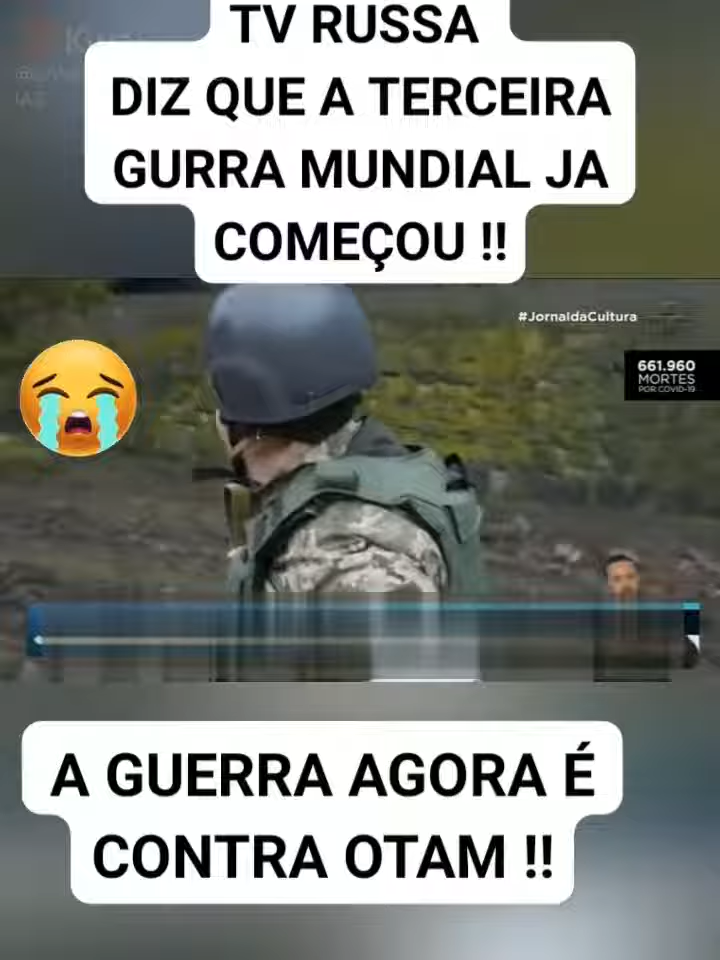 TV RUSSA
DIZ QUE A TERCEIRA
GURRA MUNDIAL JA
COMEÇOU !!
#JornaldaCultura
661.960
MORTES
POR COVID-19
A GUERRA AGORA É
CONTRA OTAM !!